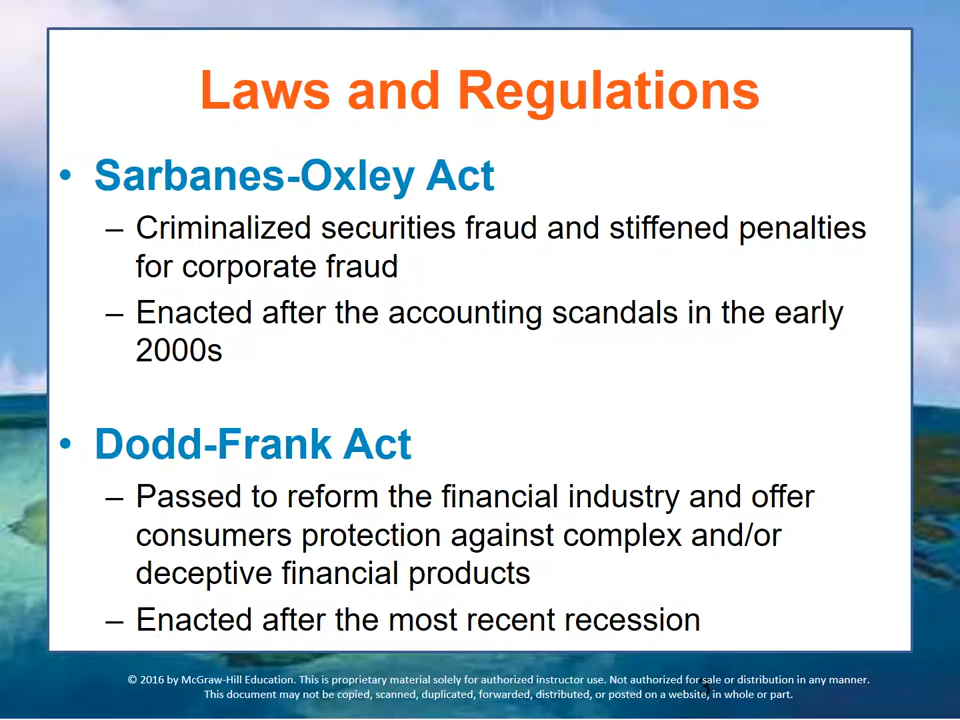 Laws and Regulations
• Sarbanes-Oxley Act
– Criminalized securities fraud and stiffened penalties
for corporate fraud
– Enacted after the accounting scandals in the early
2000s
• Dodd-Frank Act
– Passed to reform the financial industry and offer
consumers protection against complex and/or
deceptive financial products
– Enacted after the most recent recession
© 2016 by McGraw-Hill Education. This is proprietary material solely for authorized instructor use. Not authorized for sale or distribution in any manner.
This document may not be copied, scanned, duplicated, forwarded, distributed, or posted on a website, in whole or part.